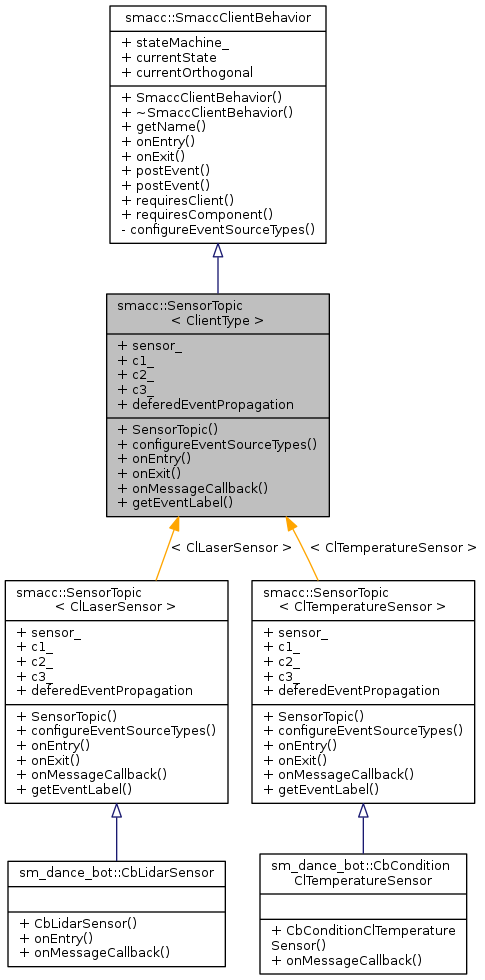 smacc::SmaccClientBehavior
+ stateMachine_
+ currentState
+ currentOrthogonal
+ SmaccClientBehavior()
+ ~SmaccClientBehavior()
+ getName()
+ onEntry()
+ onExit()
+ postEvent()
+ postEvent()
+ requiresClient()
+ requiresComponent()
- configureEventSourceTypes()
smacc::SensorTopic
< ClientType >
+ sensor_
+ c1_
+ c2_
+ c3_
+ deferedEventPropagation
+ SensorTopic()
+ configureEventSourceTypes()
+ onEntry()
+ onExit()
+ onMessageCallback()
+ getEventLabel()
< ClLaserSensor >
< ClTemperatureSensor >
smacc::SensorTopic
< ClLaserSensor >
+ sensor_
+ c1_
+ c2_
+ c3_
+ deferedEventPropagation
+ SensorTopic()
+ configureEventSourceTypes()
+ onEntry()
+ onExit()
+ onMessageCallback()
+ getEventLabel()
smacc::SensorTopic
< ClTemperatureSensor >
+ sensor_
+ c1_
+ c2_
+ c3_
+ deferedEventPropagation
+ SensorTopic()
+ configureEventSourceTypes()
+ onEntry()
+ onExit()
+ onMessageCallback()
+ getEventLabel()
sm_dance_bot::CbLidarSensor
+ CbLidarSensor()
+ onEntry()
+ onMessageCallback()
sm_dance_bot::CbCondition
ClTemperatureSensor
+ CbConditionClTemperature
Sensor()
+ onMessageCallback()